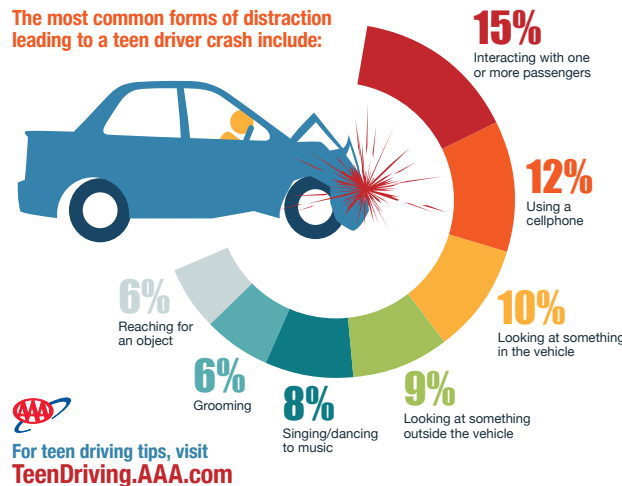 The most common forms of distraction
leading to a teen driver crash include:
15%
Interacting with one
or more passengers
12%
Using a
cellphone
10%
Looking at something
in the vehicle
9%
Looking at something
outside the vehicle
8%
Singing/dancing
to music
6%
Grooming
6%
Reaching for
an object
AAA
For teen driving tips, visit
TeenDriving.AAA.com